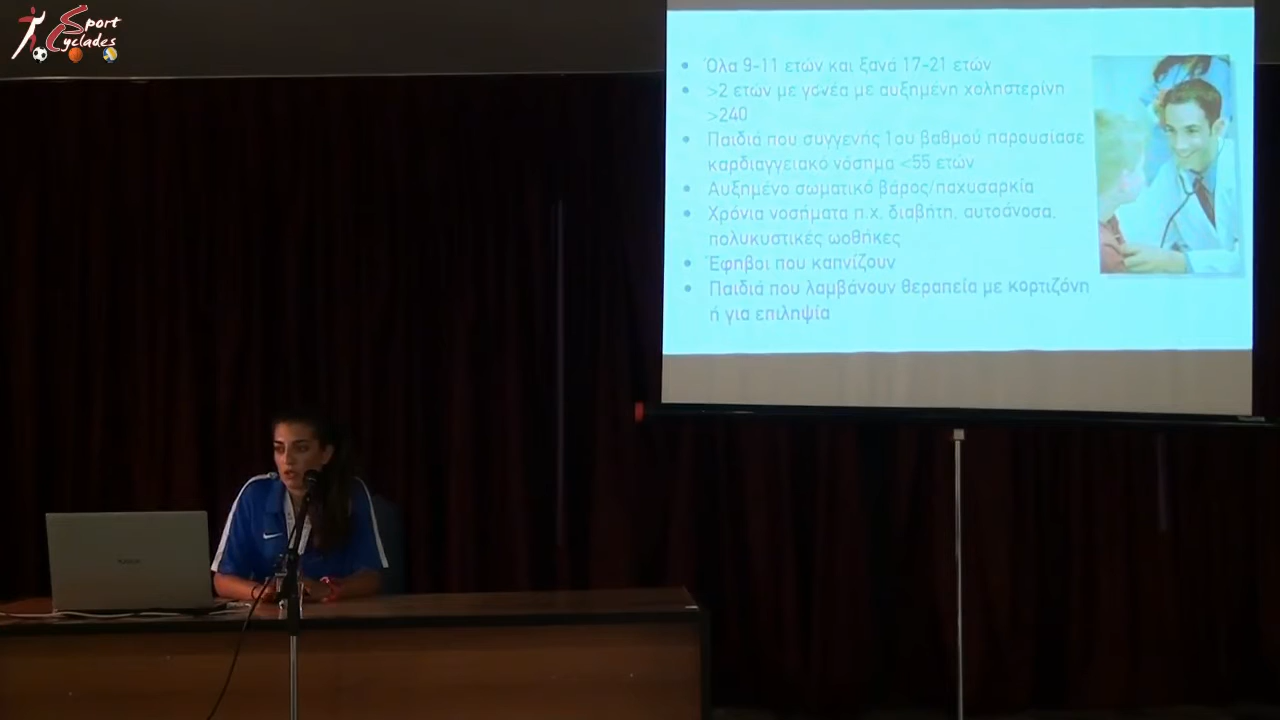 Sport
Cyclades
Όλα 9-11 ετών και ξανά 17-21 ετών
>2 ετών με γονέα με αυξημένη χοληστερίνη
>240
Παιδιά που συγγενής 1ου βαθμού παρουσίασε
καρδιαγγειακό νόσημα <55 ετών
Αυξημένο σωματικό βάρος/παχυσαρκία
Χρόνια νοσήματα π.χ. διαβήτη, αυτοάνοσα,
πολυκυστικές ωοθήκες
Έφηβοι που καπνίζουν
Παιδιά που λαμβάνουν θεραπεία με κορτιζόνη
ή για επιληψία